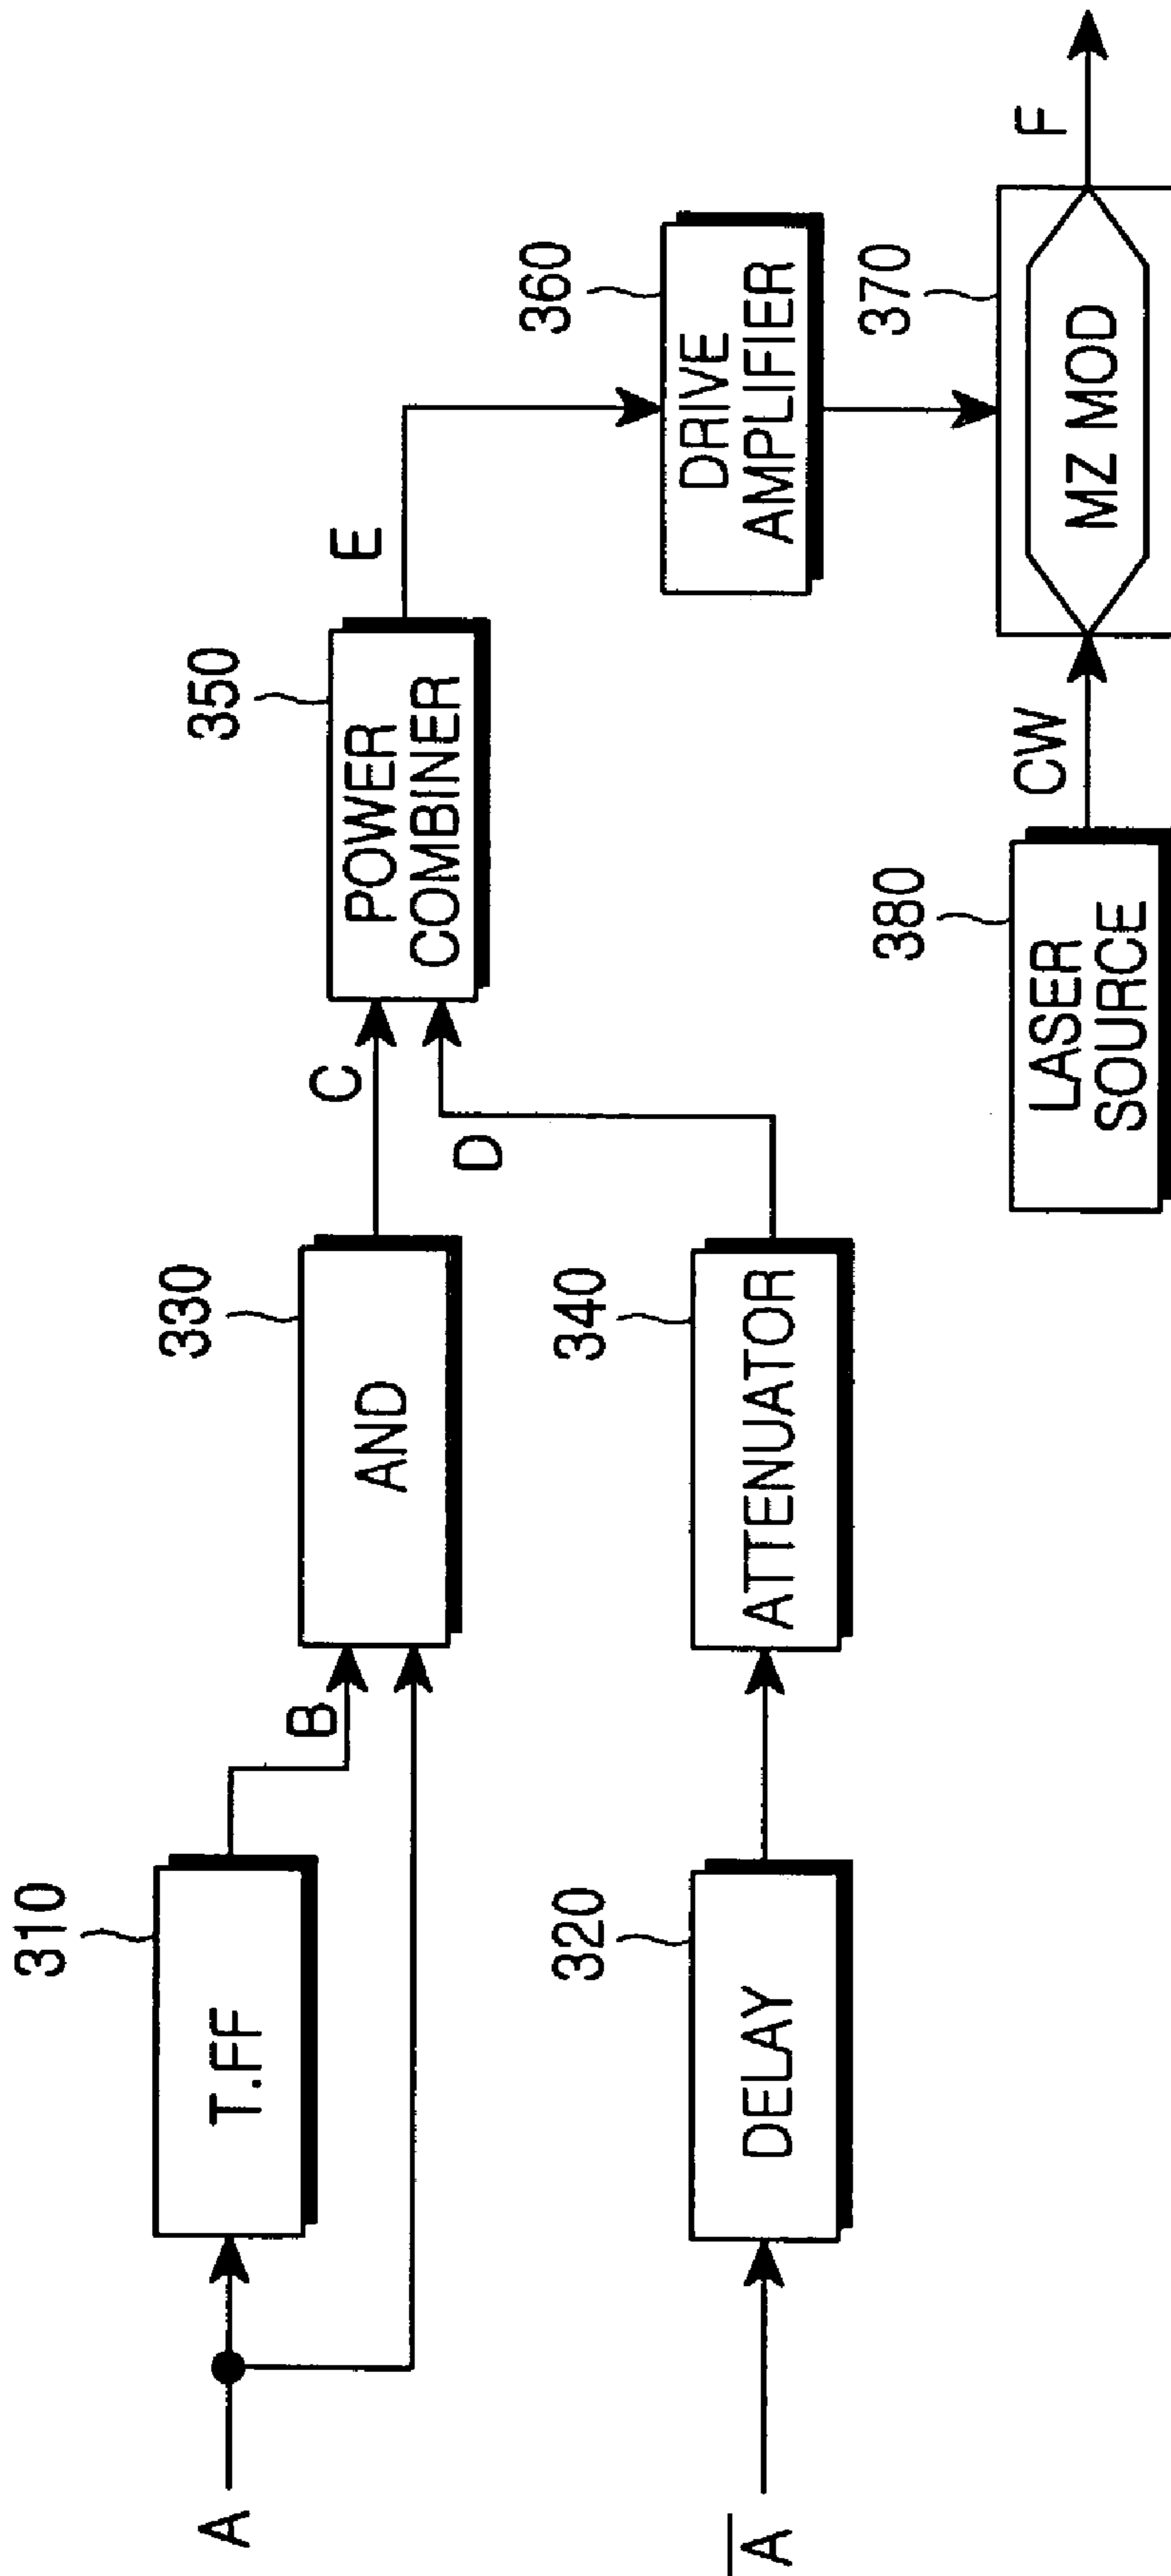 A
310
T.FF
B
330
AND
C
350
POWER
COMBINER
E
A
320
DELAY
340
ATTENUATOR
D
360
DRIVE
AMPLIFIER
380
LASER
SOURCE
CW
370
MZ MOD
F